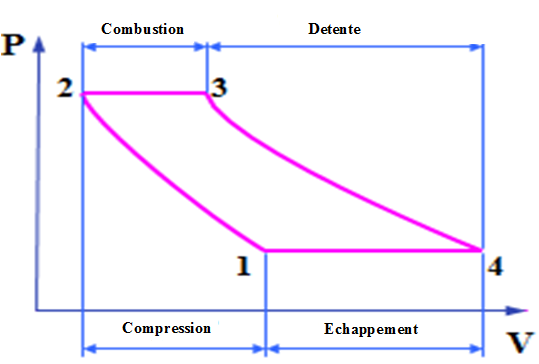 Combustion Detente
P
2 3
1 4
Compression Echappement
V